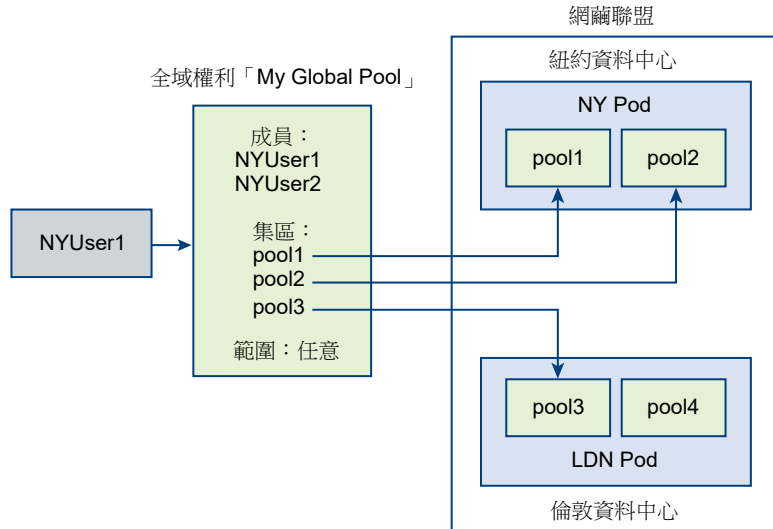 網繭聯盟
紐約資料中心
NY Pod
pool1
pool2
全域權利「My Global Pool」
成員：
NYUser1
NYUser2
集區：
pool1
pool2
pool3
範圍：任意
NYUser1
pool3
pool4
LDN Pod
倫敦資料中心